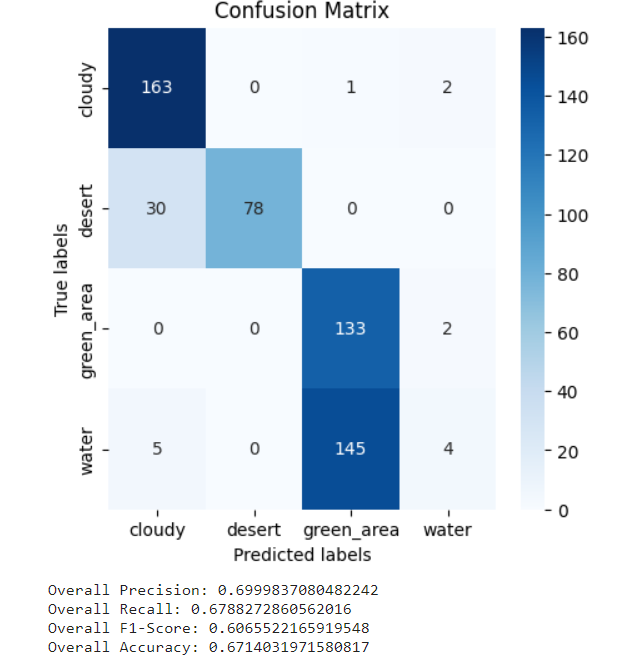 Confusion Matrix
cloudy 163 0 1 2 160
140
desert 30 78 0 0 120
100
True labels
80
green_area 0 0 133 2 60
40
water 5 0 145 4 20
0
cloudy desert green_area water
Predicted labels
Overall Precision: 0.6999837080482242
Overall Recall: 0.6788272860562016
Overall F1-Score: 0.6065522165919548
Overall Accuracy: 0.6714031971580817